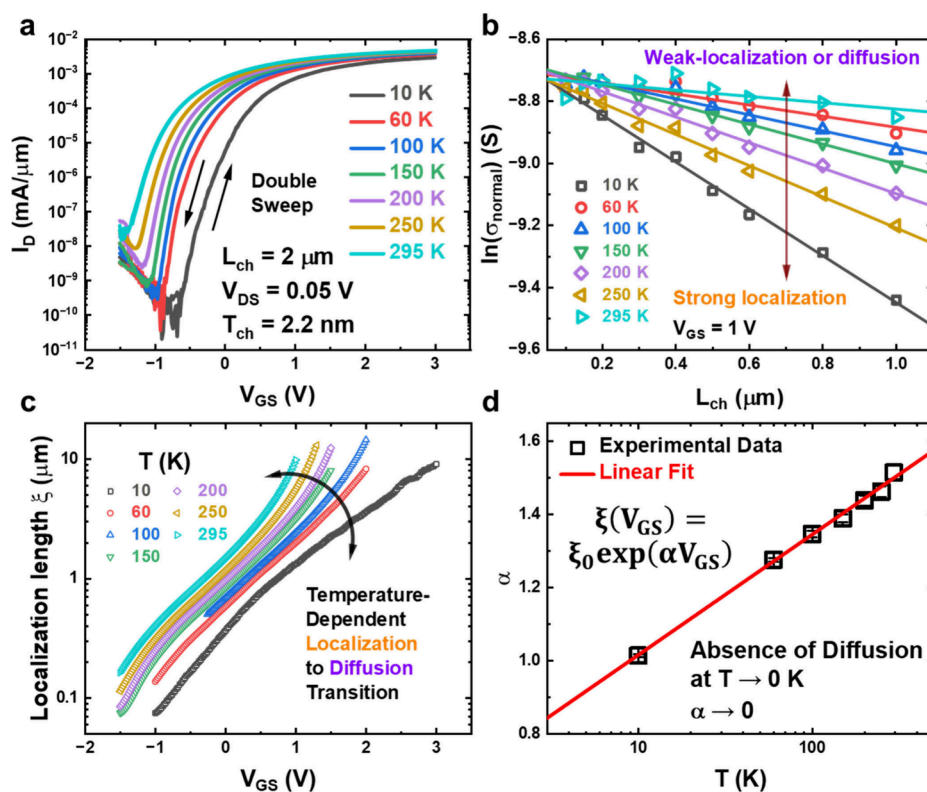 a
I_D (mA/μm)
10⁻²
10⁻³
10⁻⁴
10⁻⁵
10⁻⁶
10⁻⁷
10⁻⁸
10⁻⁹
10⁻¹⁰
10⁻¹¹
10 K
60 K
100 K
150 K
200 K
250 K
295 K
Double
Sweep
L_ch = 2 μm
V_DS = 0.05 V
T_ch = 2.2 nm
−2 −1 0 1 2 3
V_GS (V)
b
ln(σ_normal) (S)
−8.6
−8.8
−9.0
−9.2
−9.4
−9.6
Weak-localization or diffusion
10 K
60 K
100 K
150 K
200 K
250 K
295 K
Strong localization
V_GS = 1 V
0.2 0.4 0.6 0.8 1.0
L_ch (μm)
c
Localization length ξ (μm)
10
1
0.1
T (K)
10 200
60 250
100 295
150
Temperature-
Dependent
Localization
to Diffusion
Transition
−2 −1 0 1 2 3
V_GS (V)
d
α
1.6
1.4
1.2
1.0
0.8
Experimental Data
Linear Fit
ξ(V_GS) =
ξ₀ exp(αV_GS)
Absence of Diffusion
at T → 0 K
α → 0
10 100
T (K)